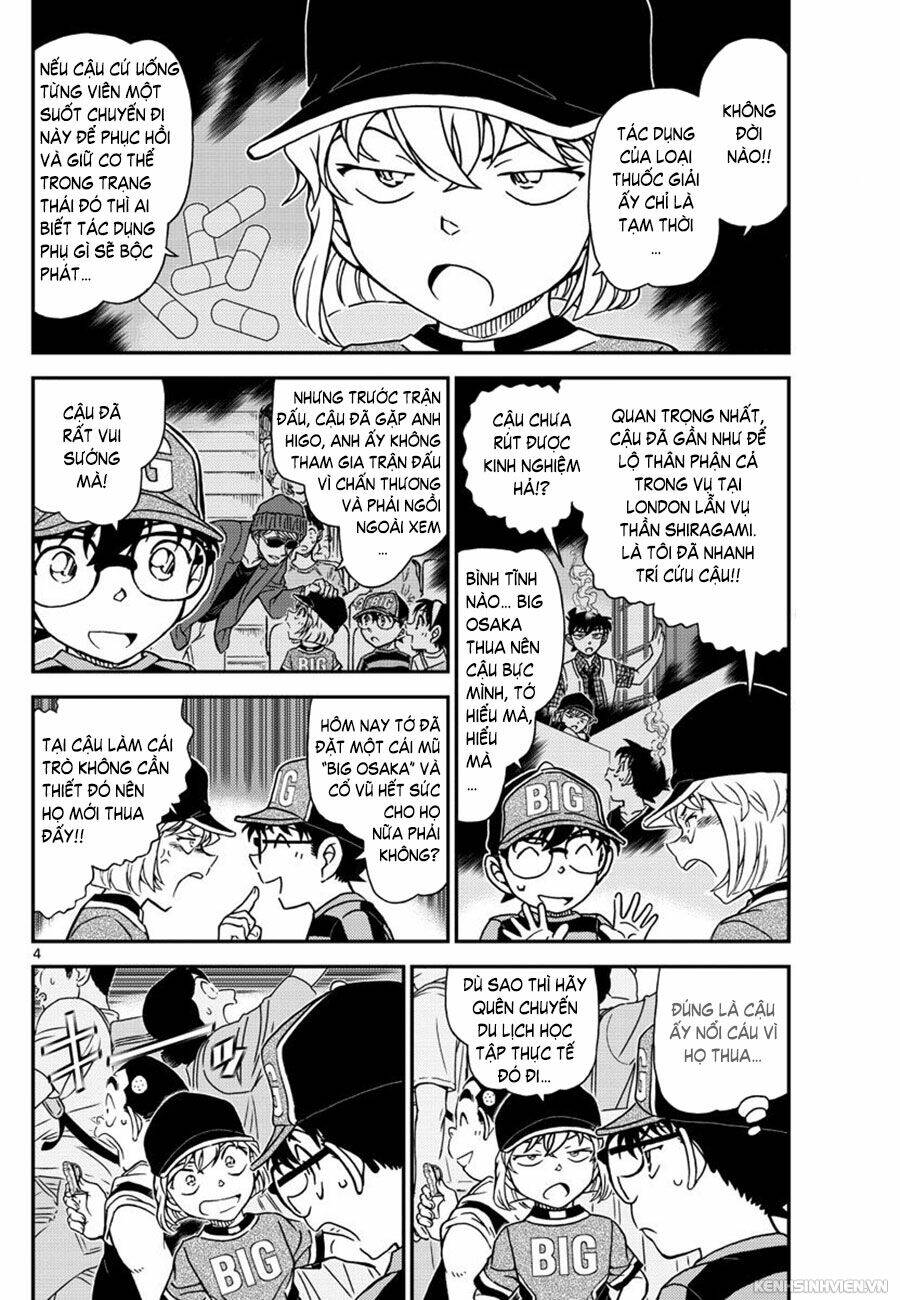 KHÔNG
ĐỜI
NÀO!!
TÁC DỤNG
CỦA LOẠI
THUỐC GIẢI
ẤY CHỈ LÀ
TẠM THỜI
...
NẾU CẬU CỨ UỐNG
TỪNG VIÊN MỘT
SUỐT CHUYẾN ĐI
NÀY ĐỂ PHỤC HỒI
VÀ GIỮ CƠ THỂ
TRONG TRẠNG
THÁI ĐÓ THÌ AI
BIẾT TÁC DỤNG
PHỤ GÌ SẼ BỘC
PHÁT...
QUAN TRỌNG NHẤT,
CẬU ĐÃ GẦN NHƯ ĐỂ
LỘ THÂN PHẬN CẢ
TRONG VỤ TẠI
LONDON LẪN VỤ
THẦN SHIRAGAMI.
LÀ TÔI ĐÃ NHANH
TRÍ CỨU CẬU!!
CẬU CHƯA
RÚT ĐƯỢC
KINH NGHIỆM
HẢ!?
BÌNH TĨNH
NÀO... BIG
OSAKA
THUA NÊN
CẬU BỰC
MÌNH, TỚ
HIỂU MÀ,
HIỂU
MÀ
...
BIG
NHƯNG TRƯỚC TRẬN
ĐẤU, CẬU ĐÃ GẶP ANH
HIGO, ANH ẤY KHÔNG
THAM GIA TRẬN ĐẤU
VÌ CHẤN THƯƠNG
VÀ PHẢI NGỒI
NGOÀI XEM
...
CẬU ĐÃ
RẤT VUI
SƯỚNG
MÀ!
BIG
BIG
BIG
HÔM NAY TỚ ĐÃ
ĐẶT MỘT CÁI MŨ
"BIG OSAKA" VÀ
CỔ VŨ HẾT SỨC
CHO HỌ
NỮA PHẢI
KHÔNG?
TẠI CẬU LÀM CÁI
TRÒ KHÔNG CẦN
THIẾT ĐÓ NÊN
HỌ MỚI THUA
ĐẤY!!
4
ĐÚNG LÀ CẬU
ẤY NỔI CÁU VÌ
HỌ THUA...
DÙ SAO THÌ HÃY
QUÊN CHUYẾN
DU LỊCH HỌC
TẬP THỰC TẾ
ĐÓ ĐI...
BIG
BIG
KENHSINHVIEN.VN